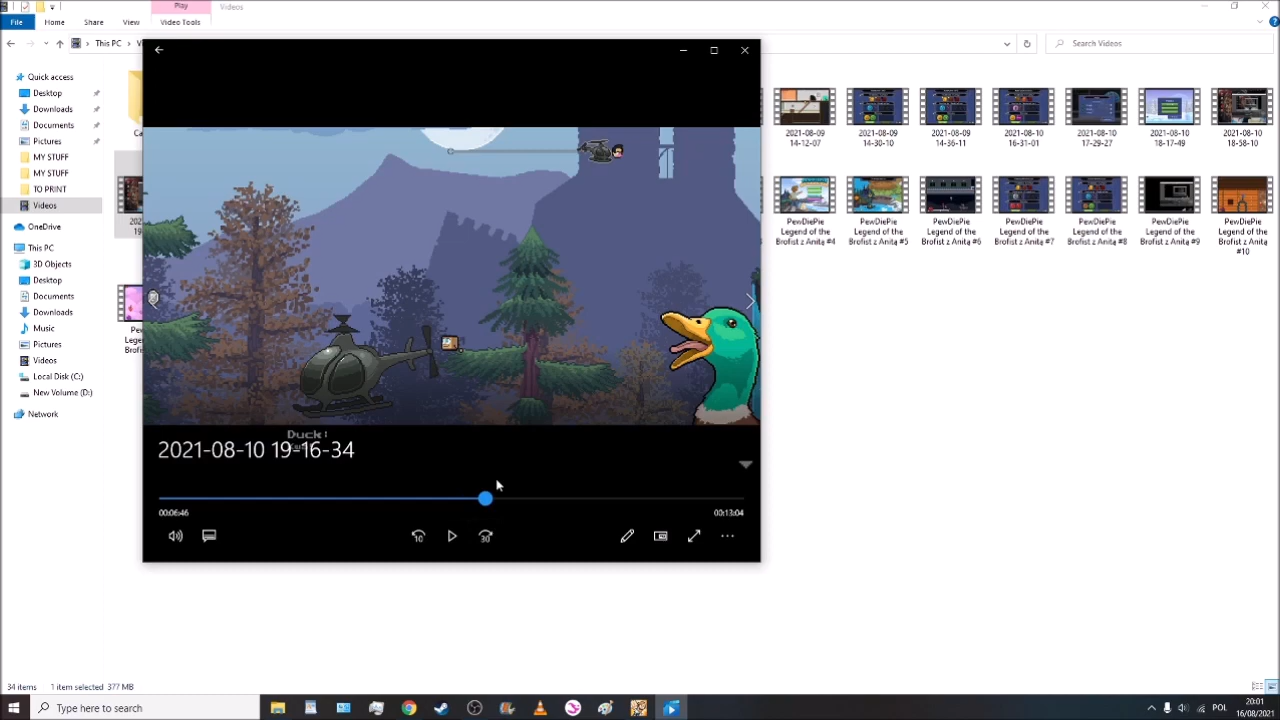 Play
Videos
File
Home
Share
View
Video Tools
This PC
Search Videos
Quick access
Desktop
Downloads
Documents
Pictures
MY STUFF
MY STUFF
TO PRINT
Videos
OneDrive
This PC
3D Objects
Desktop
Documents
Downloads
Music
Pictures
Videos
Local Disk (C:)
New Volume (D:)
Network
2021-08-09
14-12-07
2021-08-09
14-30-10
2021-08-09
14-36-11
2021-08-10
16-31-01
2021-08-10
17-29-27
2021-08-10
18-17-49
2021-08-10
18-58-10
PewDiePie
Legend of the
Brofist z Anitą #4
PewDiePie
Legend of the
Brofist z Anitą #5
PewDiePie
Legend of the
Brofist z Anitą #6
PewDiePie
Legend of the
Brofist z Anitą #7
PewDiePie
Legend of the
Brofist z Anitą #8
PewDiePie
Legend of the
Brofist z Anitą #9
PewDiePie
Legend of the
Brofist z Anitą
#10
Duck:
2021-08-10 19-16-34
00:06:46
00:13:04
10
30
34 items
1 item selected 377 MB
Type here to search
POL
20:01
16/08/2021